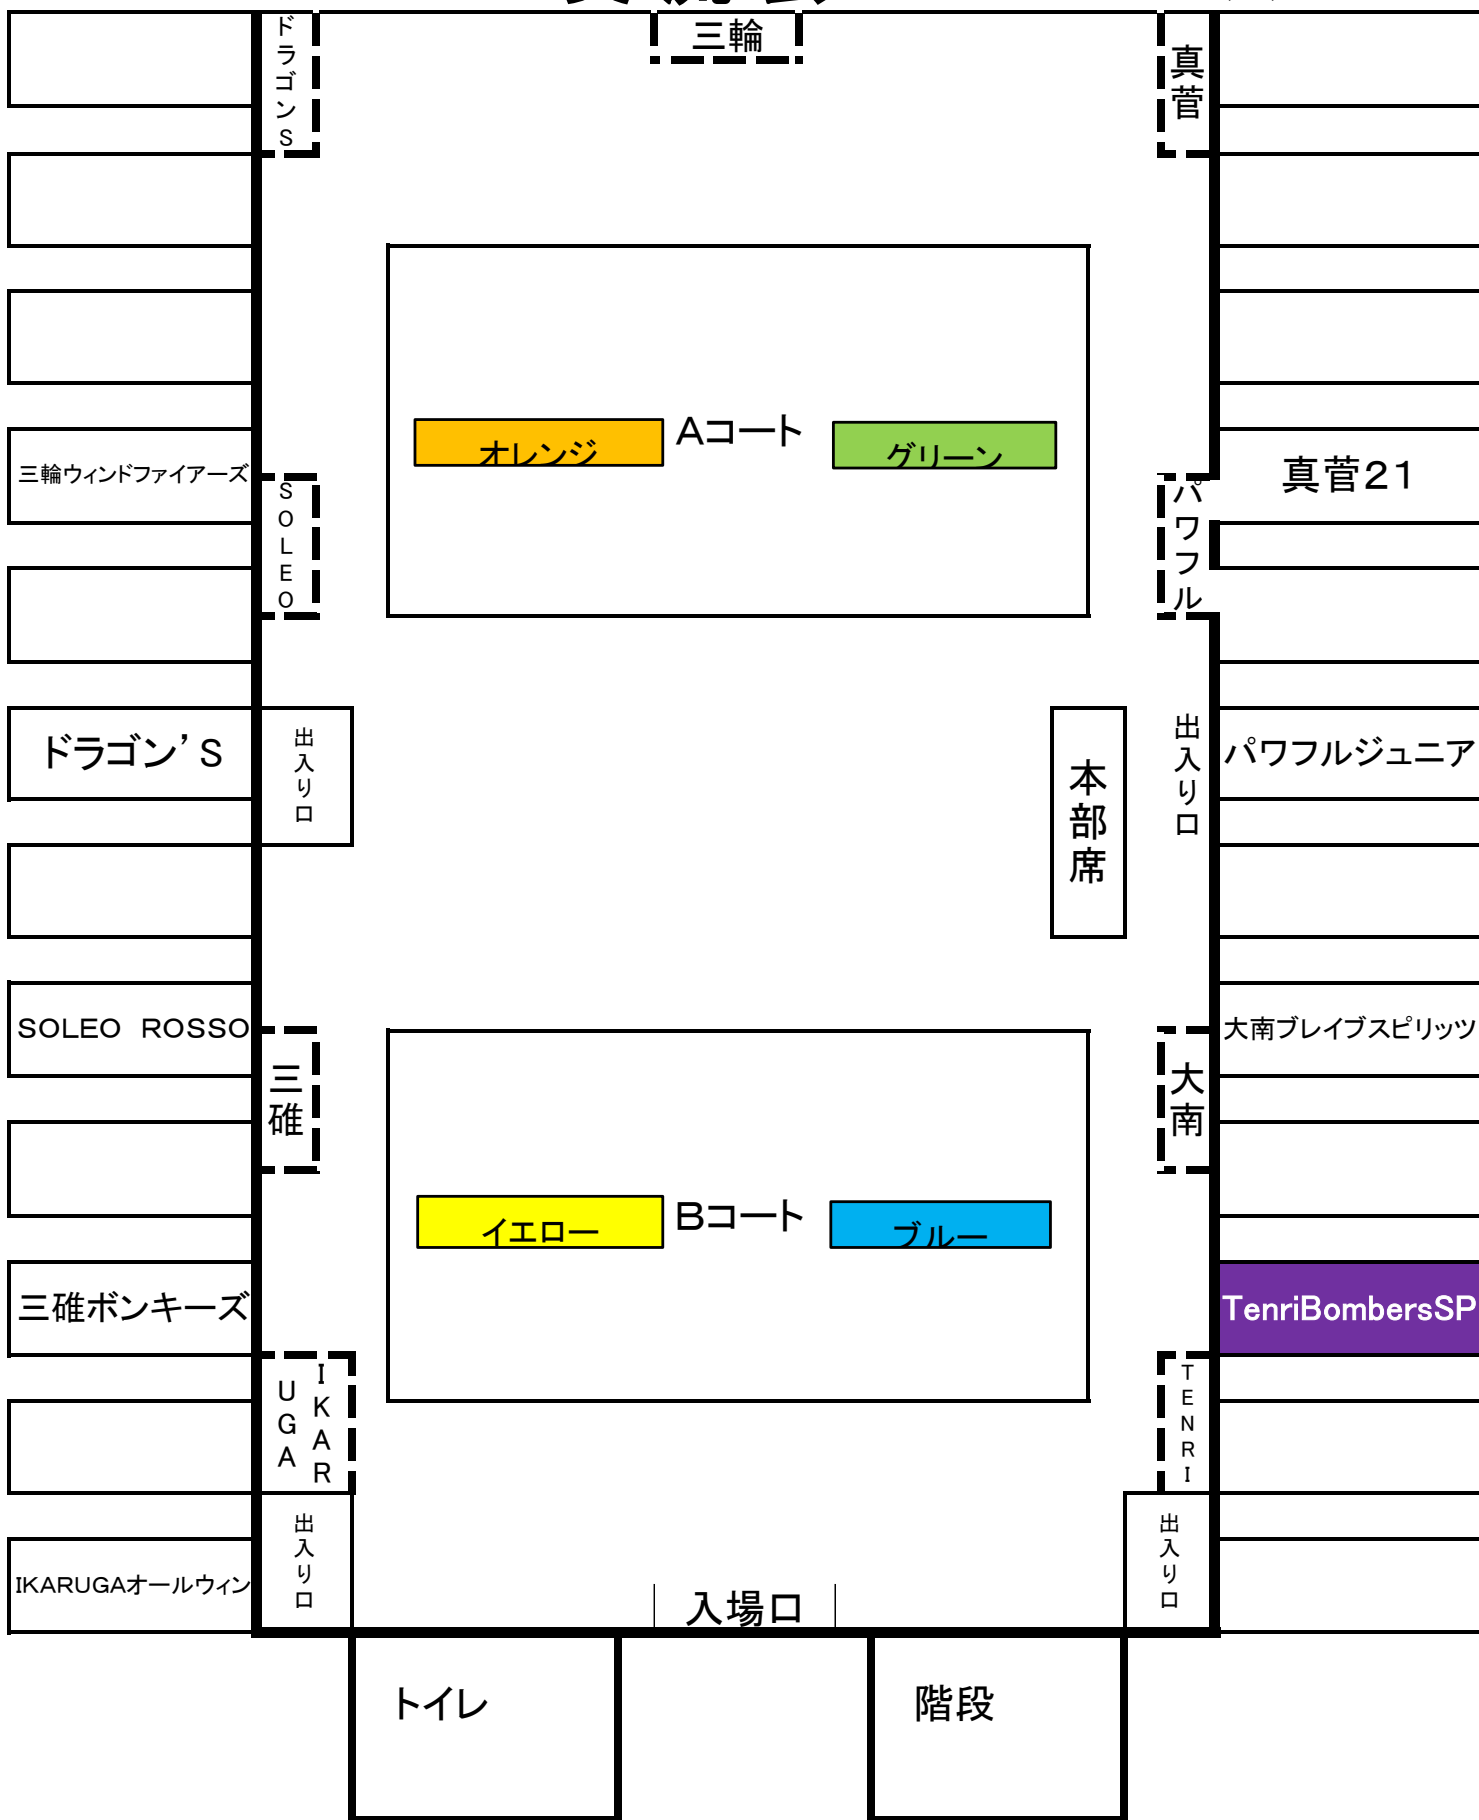 ドラゴンS
三輪
真菅
オレンジ
Aコート
グリーン
三輪ウィンドファイアーズ
SOLEO
パワフル
真菅21
ドラゴン’S
出入り口
本部席
出入り口
パワフルジュニア
SOLEO ROSSO
三碓
大南
大南ブレイブスピリッツ
イエロー
Bコート
ブルー
三碓ボンキーズ
TenriBombersSP
IKAR
UGA
TENRI
IKARUGAオールウィン
出入り口
入場口
出入り口
トイレ
階段